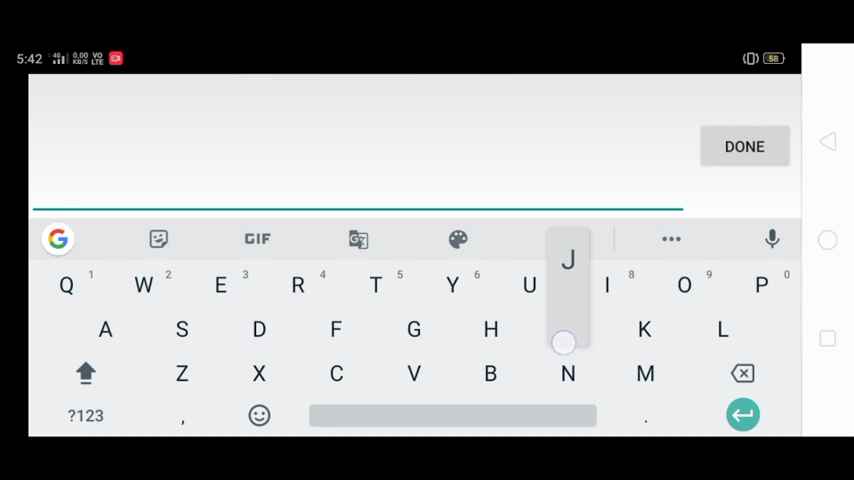 5:42 4G 0.00 KB/S VO LTE 58
DONE
G GIF G
J
Q 1 W 2 E 3 R 4 T 5 Y 6 U I 8 O 9 P 0
A S D F G H K L
Z X C V B N M
?123 , .